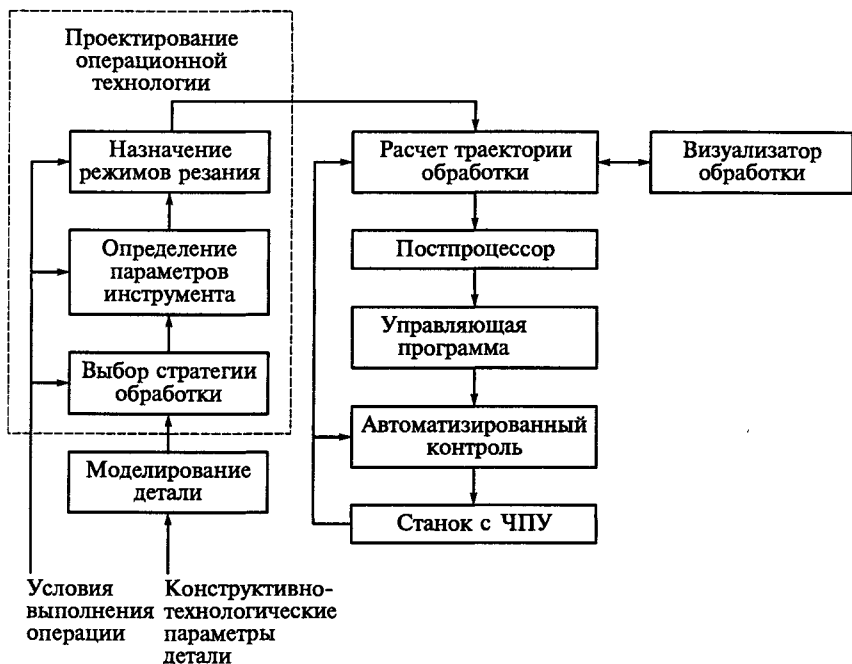 Проектирование
операционной
технологии
Назначение
режимов резания
Определение
параметров
инструмента
Выбор стратегии
обработки
Моделирование
детали
Условия
выполнения
операции
Конструктивно-
технологические
параметры
детали
Расчет траектории
обработки
Визуализатор
обработки
Постпроцессор
Управляющая
программа
Автоматизированный
контроль
Станок с ЧПУ